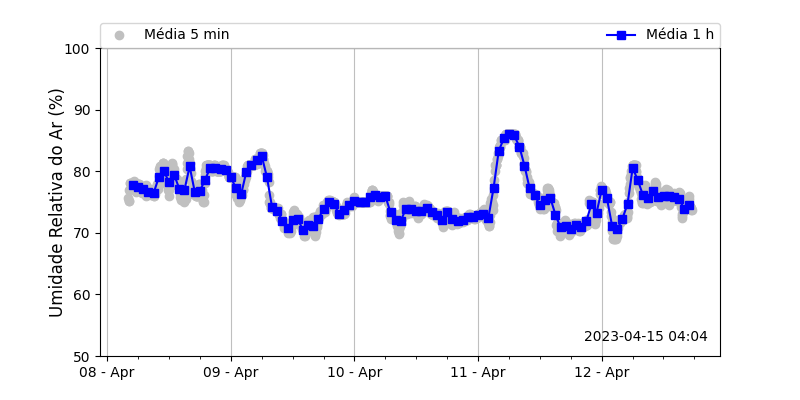 Média 5 min
Média 1 h
Umidade Relativa do Ar (%)
100
90
80
70
60
50
2023-04-15 04:04
08 - Apr
09 - Apr
10 - Apr
11 - Apr
12 - Apr